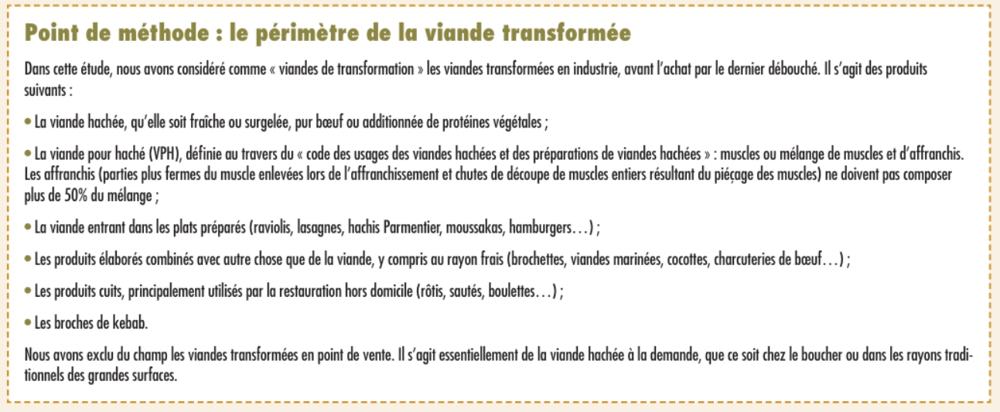 Point de méthode : le périmètre de la viande transformée
Dans cette étude, nous avons considéré comme « viandes de transformation » les viandes transformées en industrie, avant l’achat par le dernier débouché. Il s’agit des produits
suivants :
• La viande hachée, qu’elle soit fraîche ou surgelée, pur bœuf ou additionnée de protéines végétales ;
• La viande pour haché (VPH), définie au travers du « code des usages des viandes hachées et des préparations de viandes hachées » : muscles ou mélange de muscles et d’affranchis.
Les affranchis (parties plus fermes du muscle enlevées lors de l’affranchissement et chutes de découpe de muscles entiers résultant du piéçage des muscles) ne doivent pas composer
plus de 50% du mélange ;
• La viande entrant dans les plats préparés (raviolis, lasagnes, hachis Parmentier, moussakas, hamburgers…) ;
• Les produits élaborés combinés avec autre chose que de la viande, y compris au rayon frais (brochettes, viandes marinées, cocottes, charcuteries de bœuf…) ;
• Les produits cuits, principalement utilisés par la restauration hors domicile (rôtis, sautés, boulettes…) ;
• Les broches de kebab.
Nous avons exclu du champ les viandes transformées en point de vente. Il s’agit essentiellement de la viande hachée à la demande, que ce soit chez le boucher ou dans les rayons tradi-
tionnels des grandes surfaces.